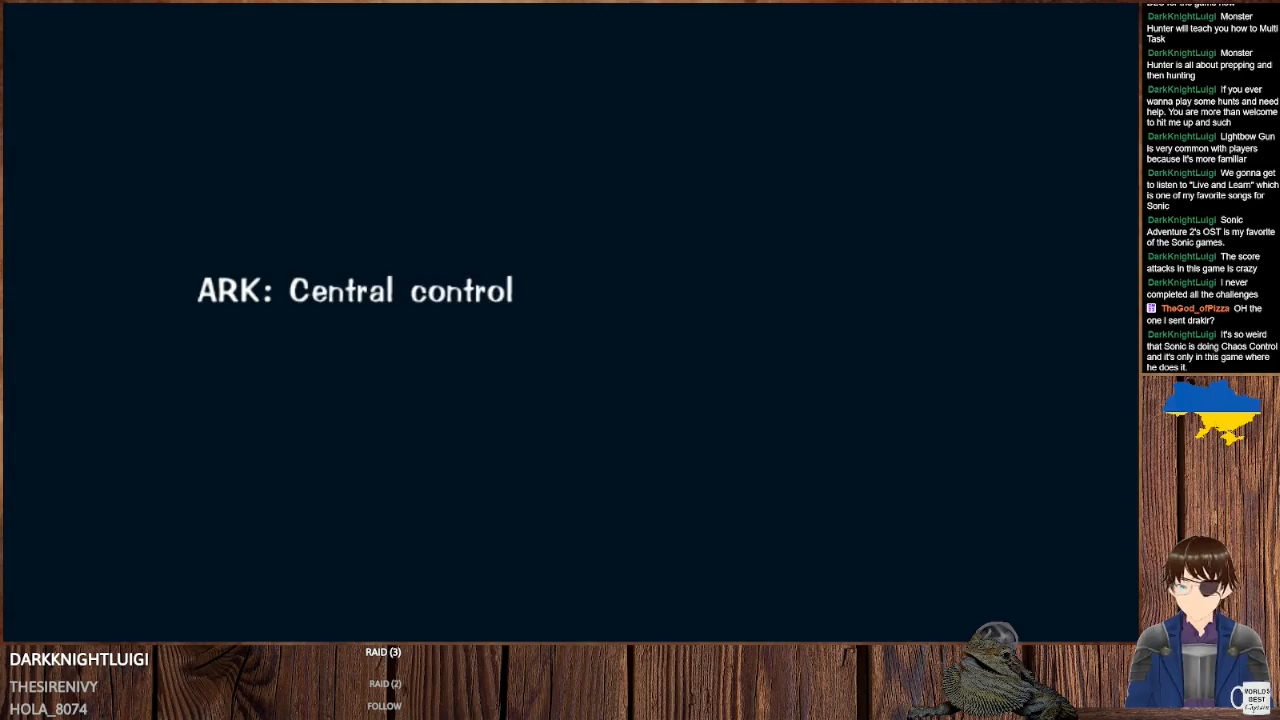 DarkKnightLuigi Monster
Hunter will teach you how to Multi
Task
DarkKnightLuigi Monster
Hunter is all about prepping and
then hunting
DarkKnightLuigi If you ever
wanna play some hunts and need
help. You are more than welcome
to hit me up and such
DarkKnightLuigi Lightbow Gun
is very common with players
because it's more familiar
DarkKnightLuigi We gonna get
to listen to "Live and Learn" which
is one of my favorite songs for
Sonic
DarkKnightLuigi Sonic
Adventure 2's OST is my favorite
of the Sonic games.
DarkKnightLuigi The score
attacks in this game is crazy
DarkKnightLuigi I never
completed all the challenges
TheGod_ofPizza OH the
one I sent drakir?
DarkKnightLuigi It's so weird
that Sonic is doing Chaos Control
and it's only in this game where
he does it.
ARK: Central control
DARKKNIGHTLUIGI
RAID (3)
THESIRENIVY
RAID (2)
HOLA_8074
FOLLOW
WORLD'S
BEST